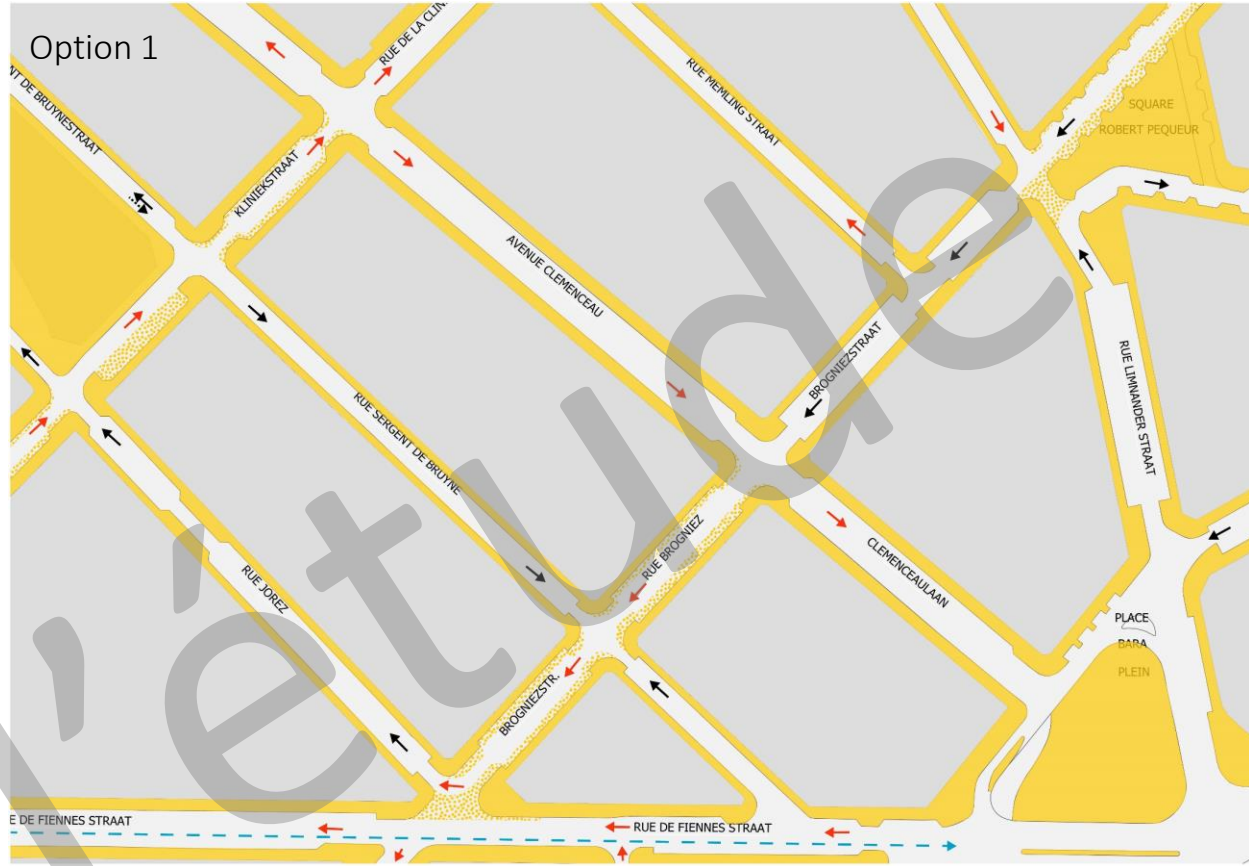 Option 1
RUE DE LA CLIN
NT DE BRUYNESTRAAT
RUE MEMLING STRAAT
SQUARE
ROBERT PEQUEUR
KLINIEKSTRAAT
AVENUE CLEMENCEAU
BROGNIEZSTRAAT
RUE LIMNANDER STRAAT
RUE SERGENT DE BRUYNE
RUE BROGNIEZ
CLEMENCEAULAAN
RUE JOREZ
PLACE
BARA
PLEIN
BROGNIEZSTR.
E DE FIENNES STRAAT
RUE DE FIENNES STRAAT
l'étude